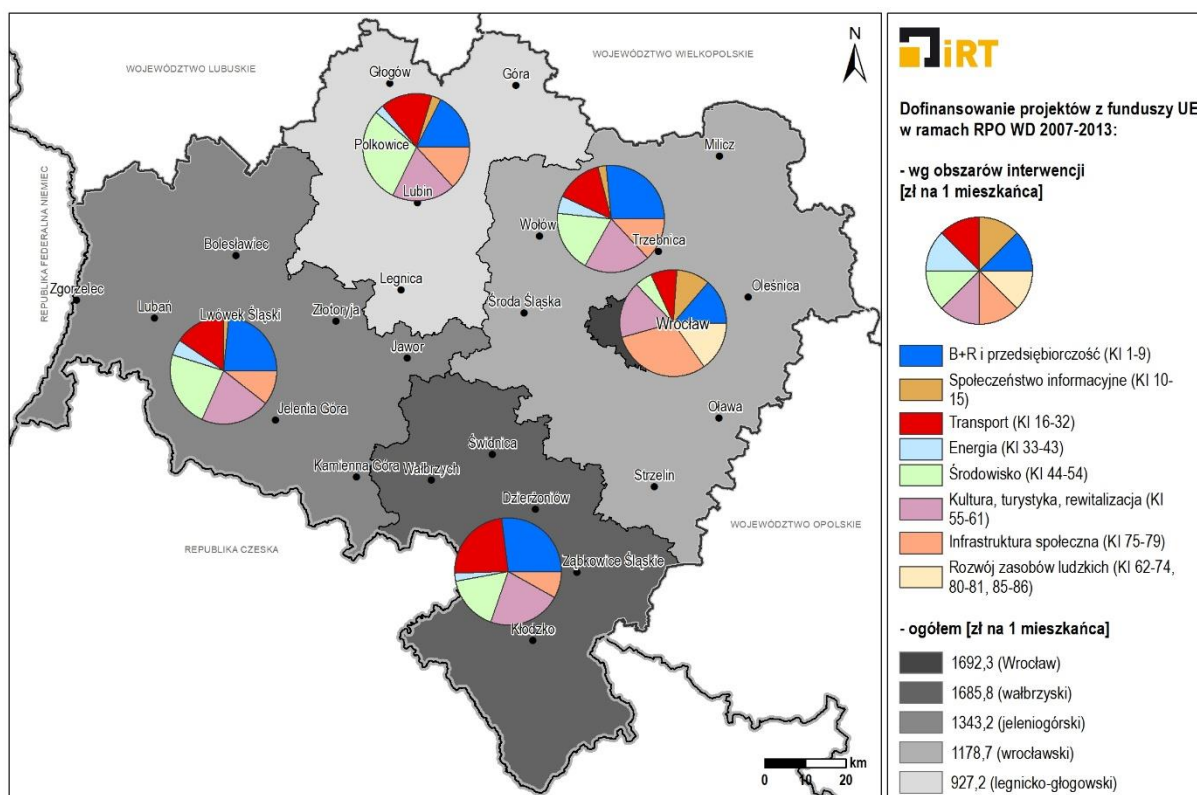 WOJEWÓDZTWO LUBUSKIE
WOJEWÓDZTWO WIELKOPOLSKIE
N
Głogów
Góra
Milicz
Polkowice
Lubin
Wołów
Trzebnica
REPUBLIKA FEDERALNA NIEMIEC
Bolesławiec
Zgorzelec
Legnica
Oleśnica
Lubań
Lwówek Śląski
Złotoryja
Środa Śląska
Wrocław
Jawor
Jelenia Góra
Oława
Świdnica
Kamienna Góra
Wałbrzych
Strzelin
Dzierżoniów
WOJEWÓDZTWO OPOLSKIE
REPUBLIKA CZESKA
Ząbkowice Śląskie
Kłodzko
km
0 10 20
iRT
Dofinansowanie projektów z funduszy UE
w ramach RPO WD 2007-2013:
- wg obszarów interwencji
[zł na 1 mieszkańca]
B+R i przedsiębiorczość (KI 1-9)
Społeczeństwo informacyjne (KI 10-
15)
Transport (KI 16-32)
Energia (KI 33-43)
Środowisko (KI 44-54)
Kultura, turystyka, rewitalizacja (KI
55-61)
Infrastruktura społeczna (KI 75-79)
Rozwój zasobów ludzkich (KI 62-74,
80-81, 85-86)
- ogółem [zł na 1 mieszkańca]
1692,3 (Wrocław)
1685,8 (wałbrzyski)
1343,2 (jeleniogórski)
1178,7 (wrocławski)
927,2 (legnicko-głogowski)